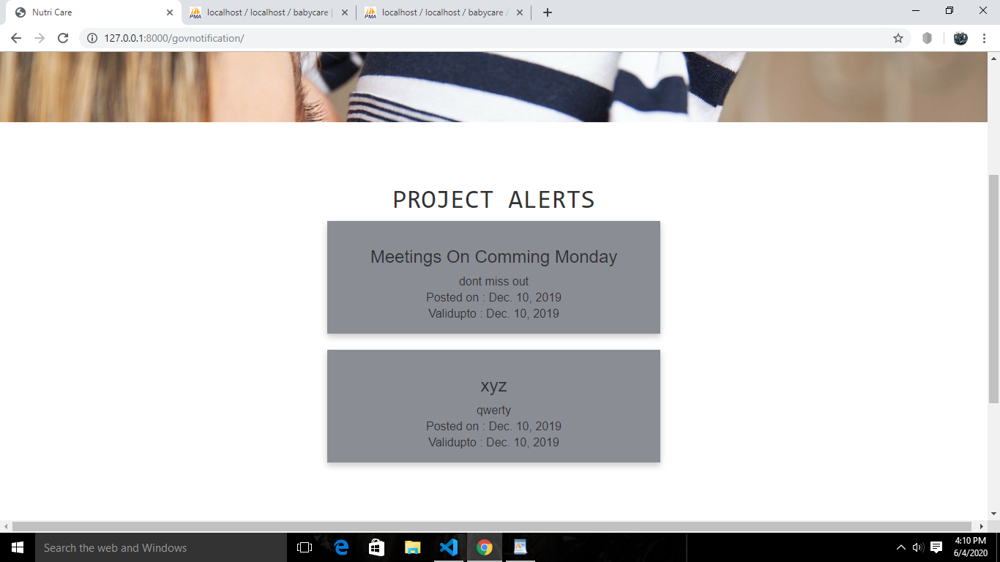 Nutri Care
localhost / localhost / babycare |
localhost / localhost / babycare /
127.0.0.1:8000/govnotification/
PROJECT ALERTS
Meetings On Comming Monday
dont miss out
Posted on : Dec. 10, 2019
Validupto : Dec. 10, 2019
xyz
qwerty
Posted on : Dec. 10, 2019
Validupto : Dec. 10, 2019
Search the web and Windows
4:10 PM
6/4/2020